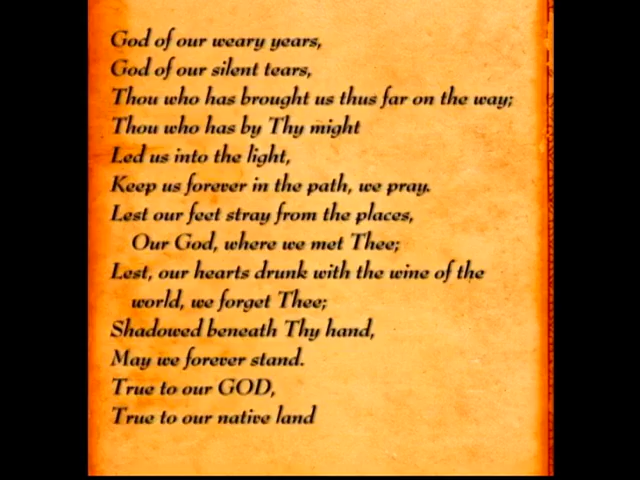 God of our weary years,
God of our silent tears,
Thou who has brought us thus far on the way;
Thou who has by Thy might
Led us into the light,
Keep us forever in the path, we pray.
Lest our feet stray from the places,
Our God, where we met Thee;
Lest, our hearts drunk with the wine of the
world, we forget Thee;
Shadowed beneath Thy hand,
May we forever stand.
True to our GOD,
True to our native land